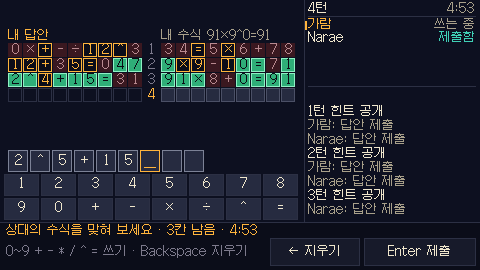 4턴 4:53
가람 쓰는 중
Narae 제출함
내 답안 내 수식 91×9^0=91
0×+-÷12^3 1 34=5×6+78
12+35=047 2 9×9-10=71
2^4+15=31 3 91×8+0=91
4
1턴 힌트 공개
가람: 답안 제출
Narae: 답안 제출
2턴 힌트 공개
가람: 답안 제출
Narae: 답안 제출
3턴 힌트 공개
Narae: 답안 제출
2 ^ 5 + 1 5 _
1 2 3 4 5 6 7 8
9 0 + - × ÷ ^ =
상대의 수식을 맞혀 보세요 · 3칸 남음 · 4:53
0~9 + - * / ^ = 쓰기 · Backspace 지우기
← 지우기
Enter 제출